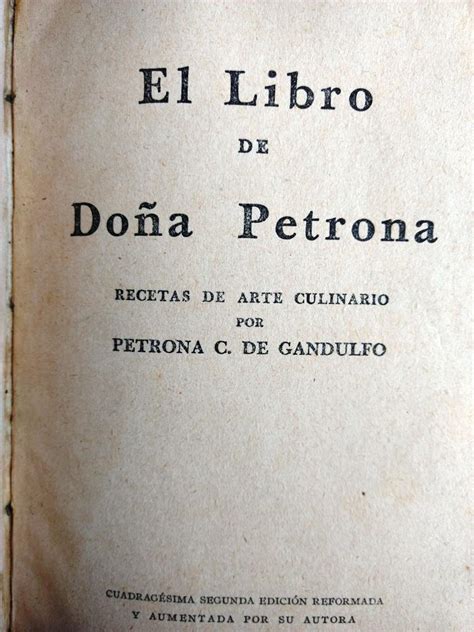 El Libro
DE
Doña Petrona
RECETAS DE ARTE CULINARIO
POR
PETRONA C. DE GANDULFO
CUADRAGÉSIMA SEGUNDA EDICIÓN REFORMADA
Y AUMENTADA POR SU AUTORA